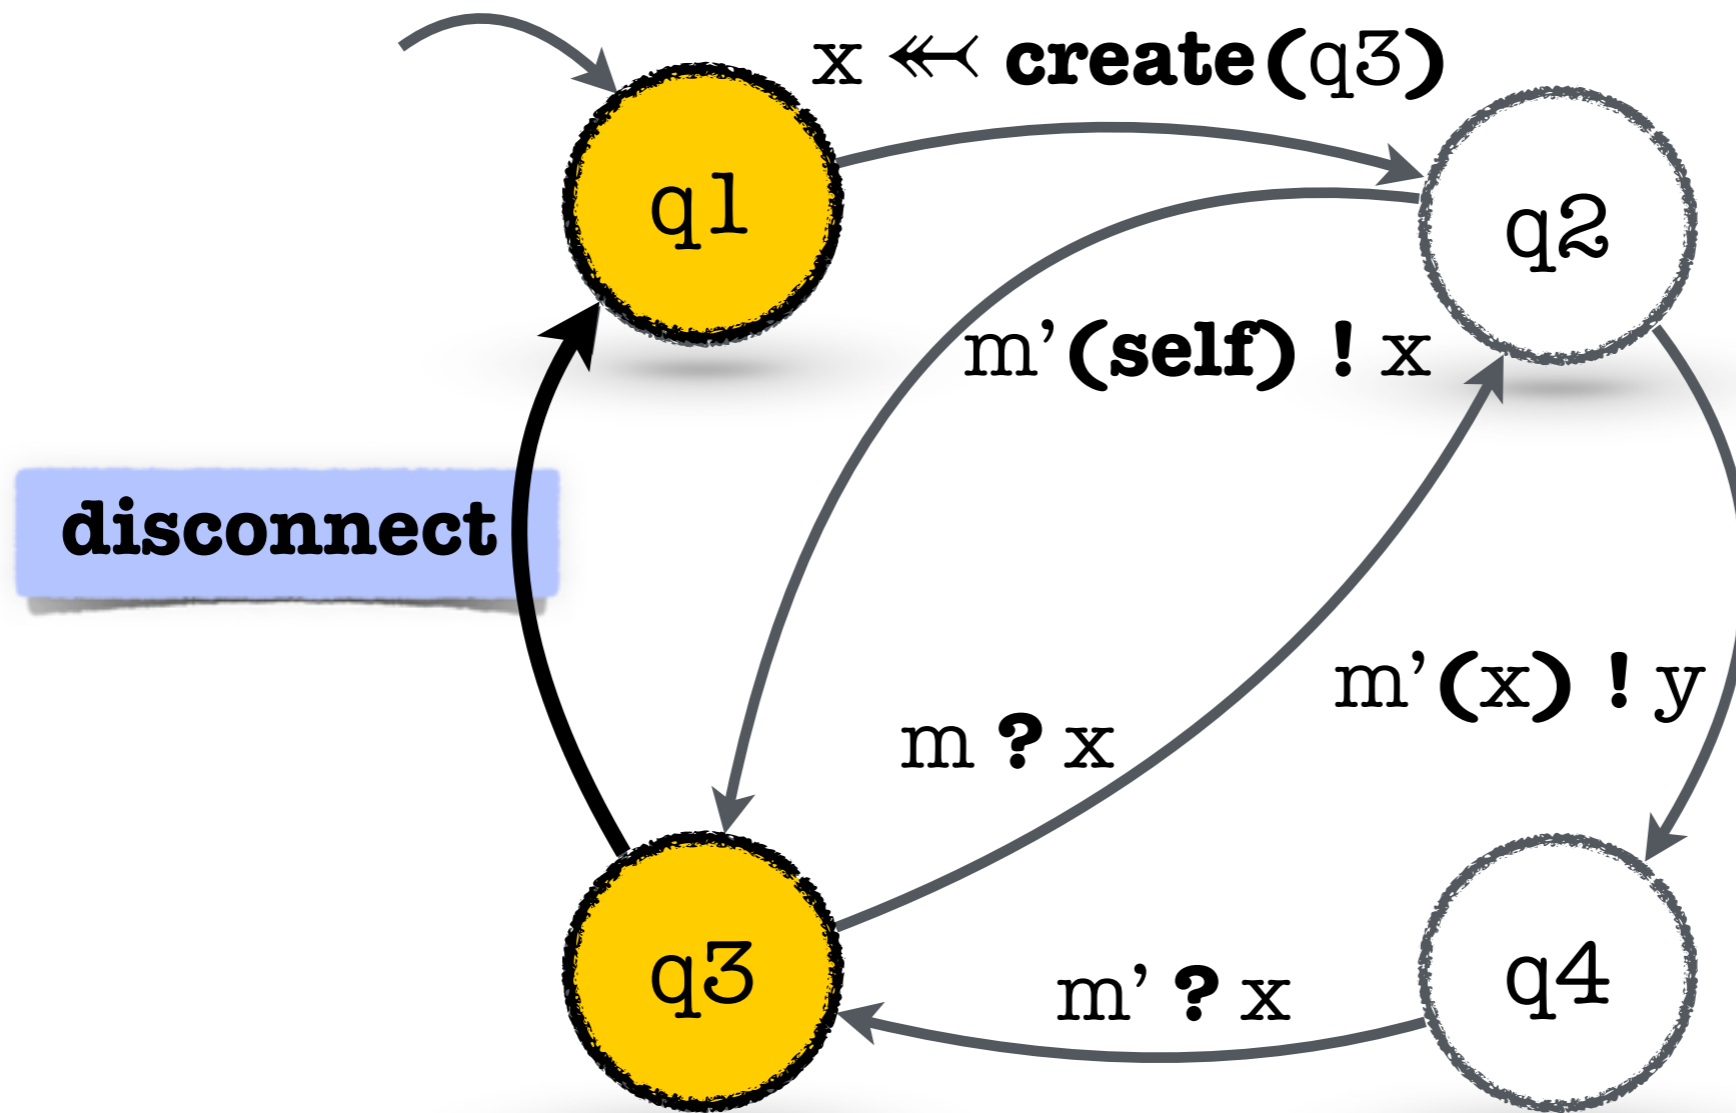 x ⤛ create(q3)
q1
q2
m’(self) ! x
disconnect
m’(x) ! y
m ? x
q3
m’ ? x
q4